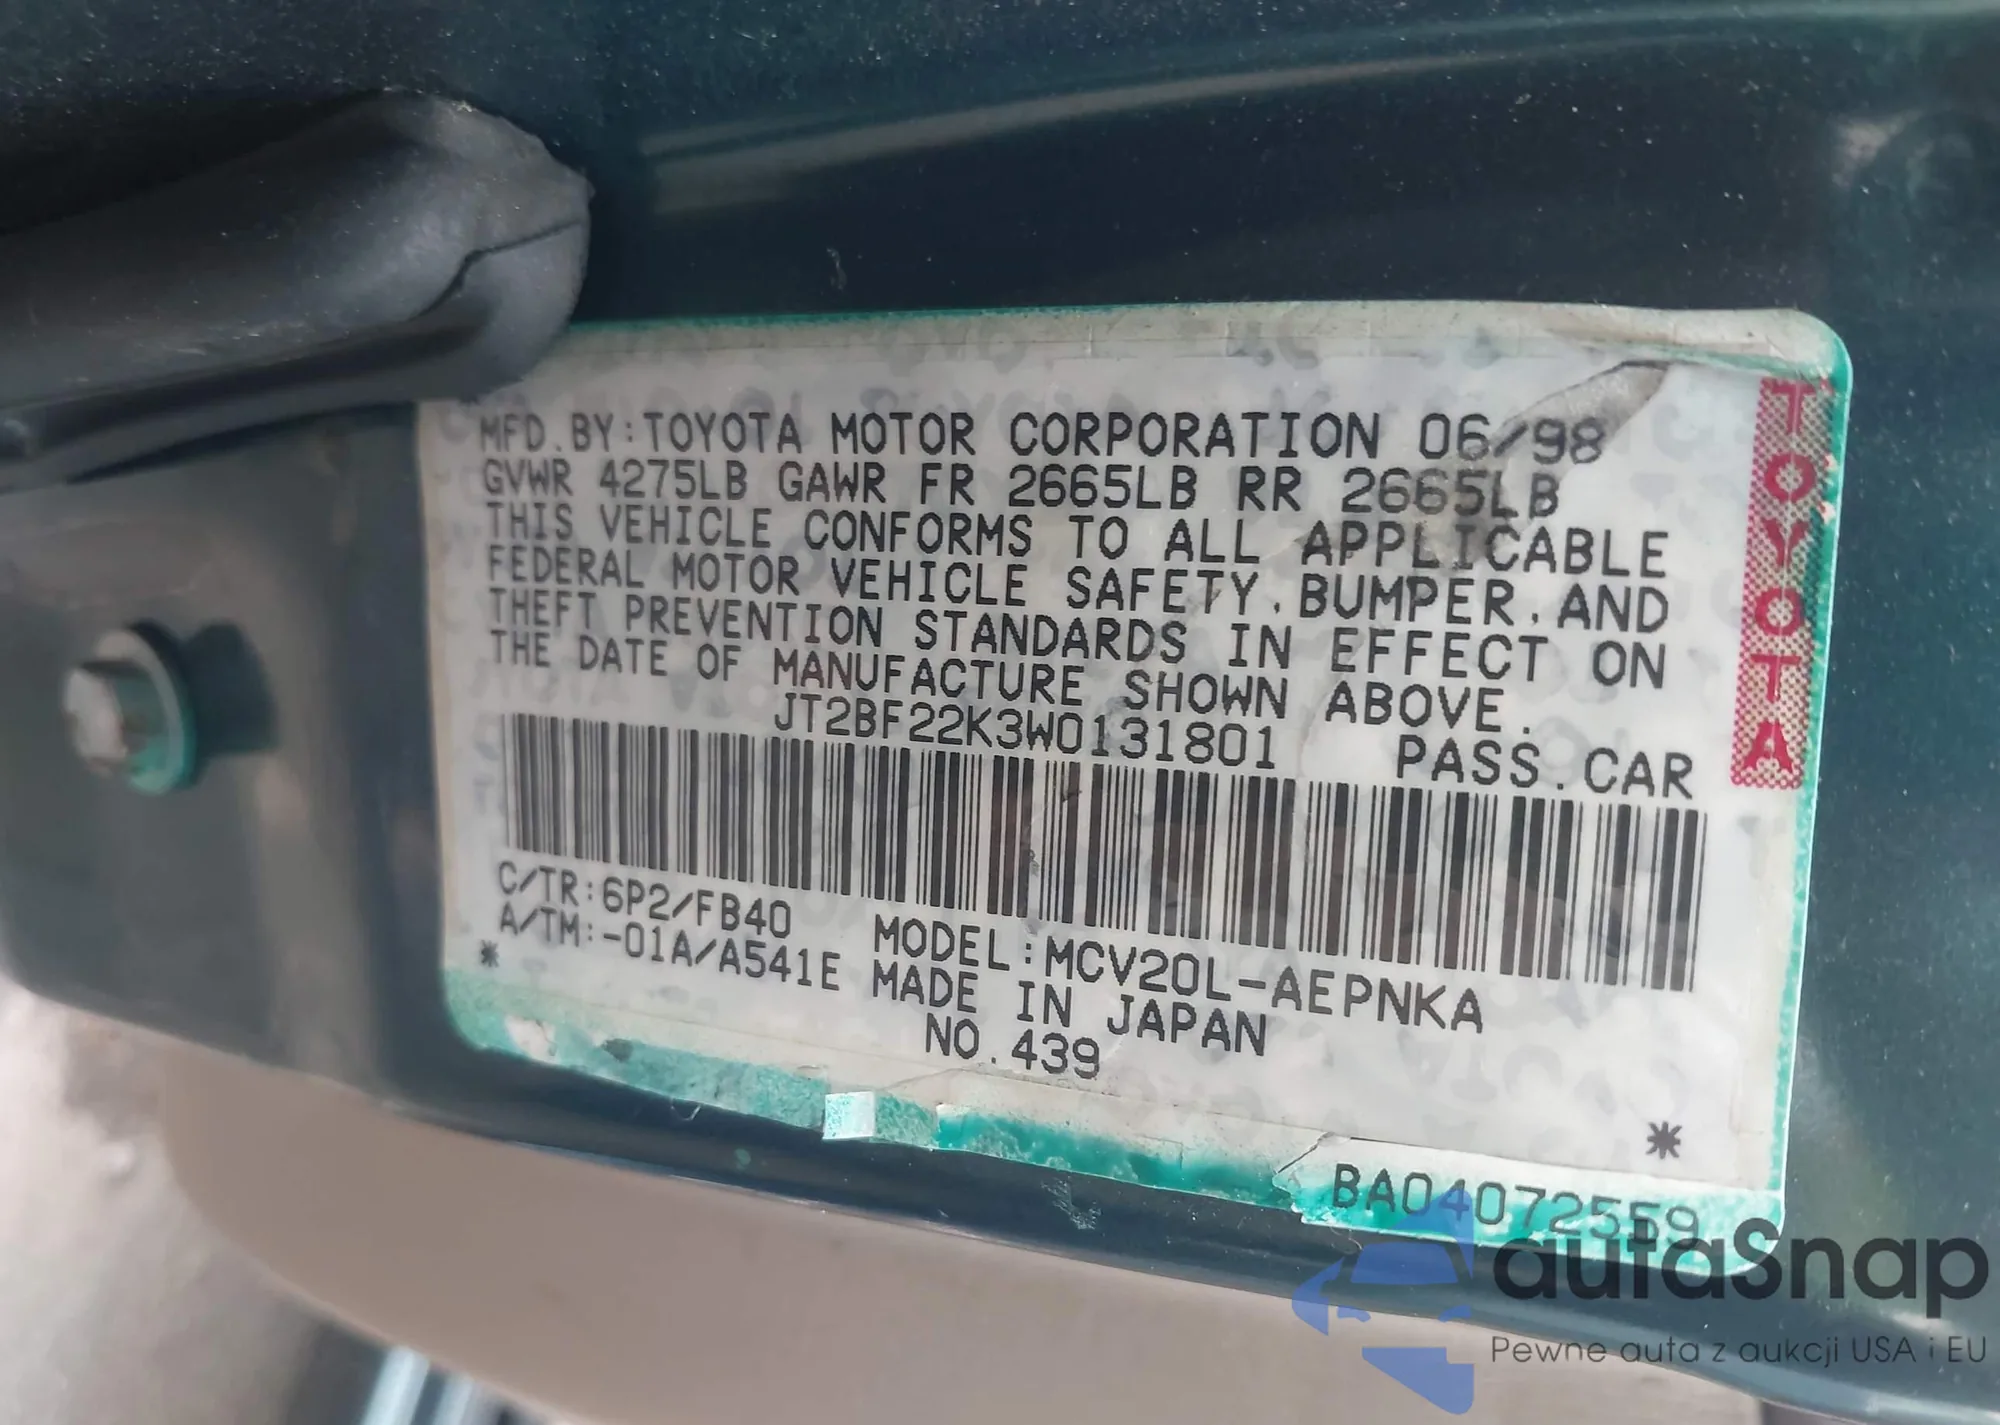 MFD.BY:TOYOTA MOTOR CORPORATION 06/98
GVWR 4275LB GAWR FR 2665LB RR 2665LB
THIS VEHICLE CONFORMS TO ALL APPLICABLE
FEDERAL MOTOR VEHICLE SAFETY,BUMPER,AND
THEFT PREVENTION STANDARDS IN EFFECT ON
THE DATE OF MANUFACTURE SHOWN ABOVE.
JT2BF22K3W0131801 PASS.CAR
C/TR:6P2/FB40 MODEL:MCV20L-AEPNKA
A/TM:-01A/A541E MADE IN JAPAN
* NO.439 *
BA04072559
TOYOTA
autaSnap
Pewne auta z aukcji USA i EU